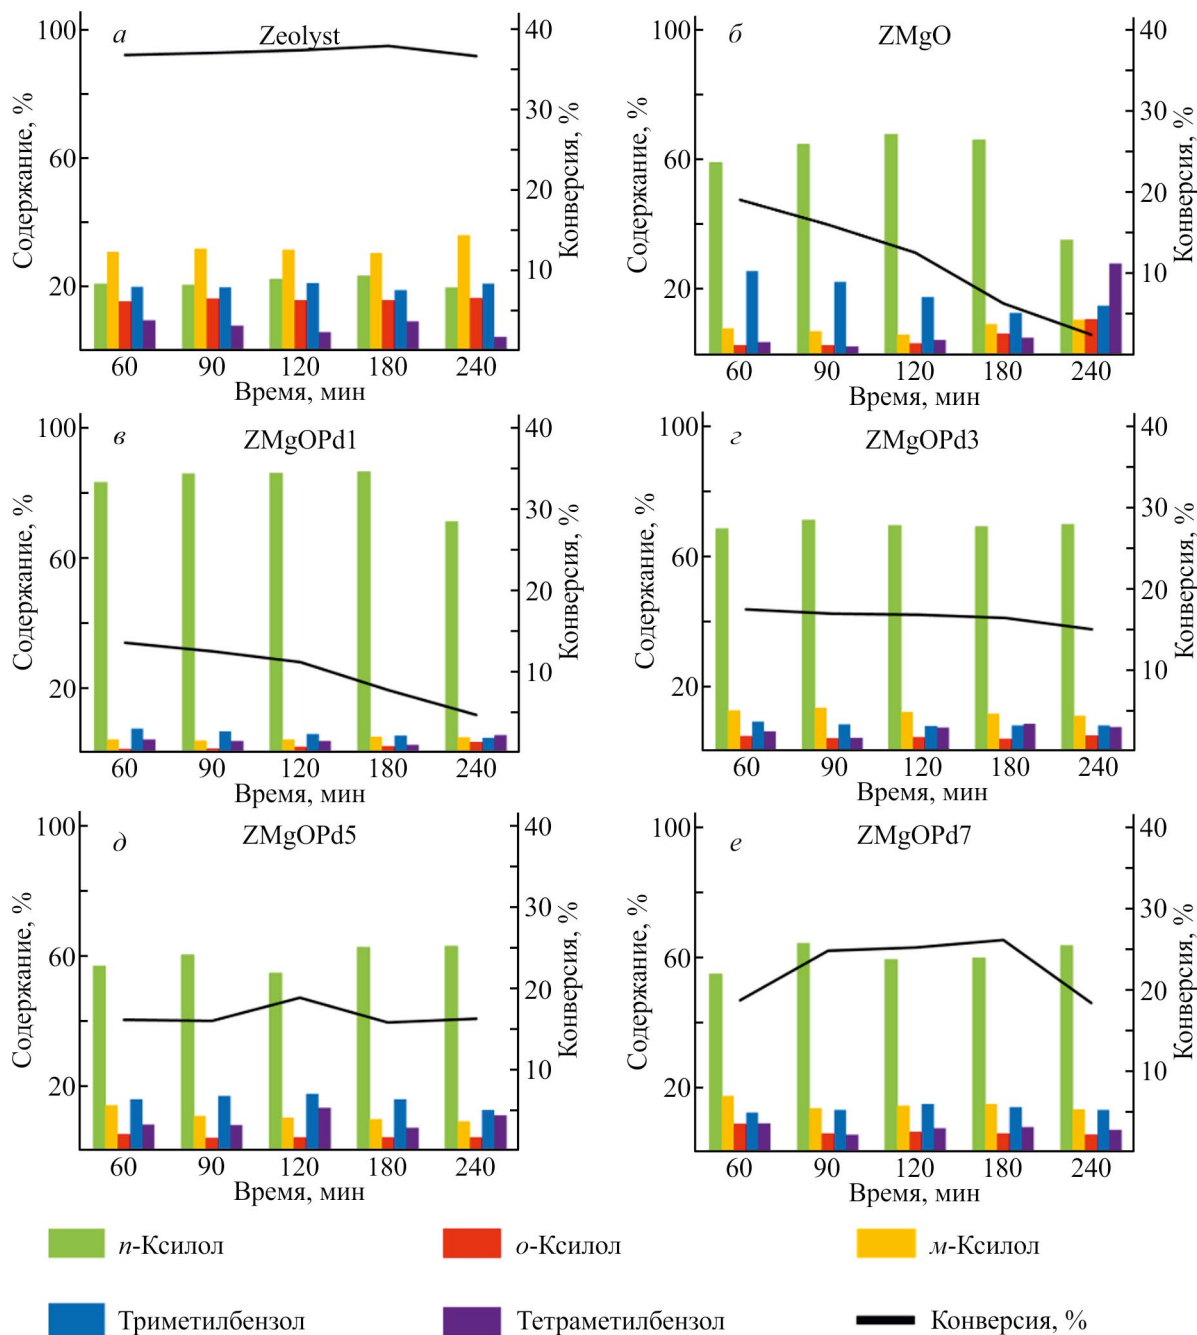 а Zeolyst
Содержание, %
100
60
20
Конверсия, %
40
30
20
10
60 90 120 180 240
Время, мин
б ZMgO
Содержание, %
100
60
20
Конверсия, %
40
30
20
10
60 90 120 180 240
Время, мин
в ZMgOPd1
Содержание, %
100
60
20
Конверсия, %
40
30
20
10
60 90 120 180 240
Время, мин
г ZMgOPd3
Содержание, %
100
60
20
Конверсия, %
40
30
20
10
60 90 120 180 240
Время, мин
д ZMgOPd5
Содержание, %
100
60
20
Конверсия, %
40
30
20
10
60 90 120 180 240
Время, мин
е ZMgOPd7
Содержание, %
100
60
20
Конверсия, %
40
30
20
10
60 90 120 180 240
Время, мин
п-Ксилол о-Ксилол м-Ксилол
Триметилбензол Тетраметилбензол Конверсия, %